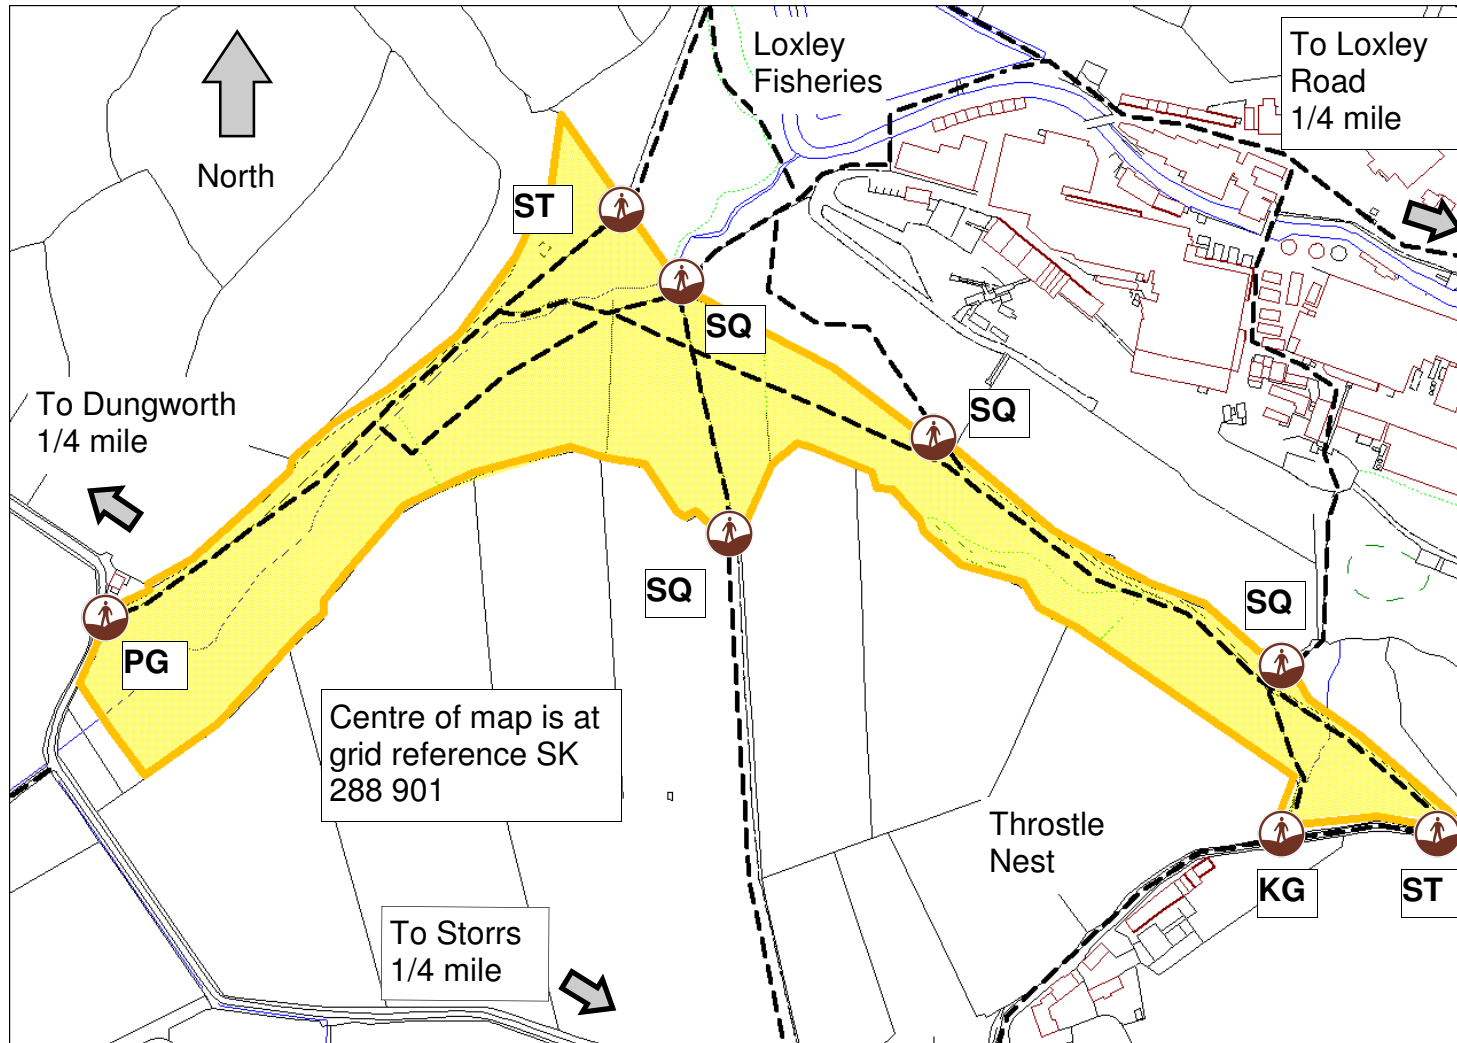 Loxley
Fisheries
To Loxley
Road
1/4 mile
North
ST
SQ
To Dungworth
1/4 mile
SQ
SQ
SQ
PG
Centre of map is at
grid reference SK
288 901
Throstle
Nest
KG
ST
To Storrs
1/4 mile